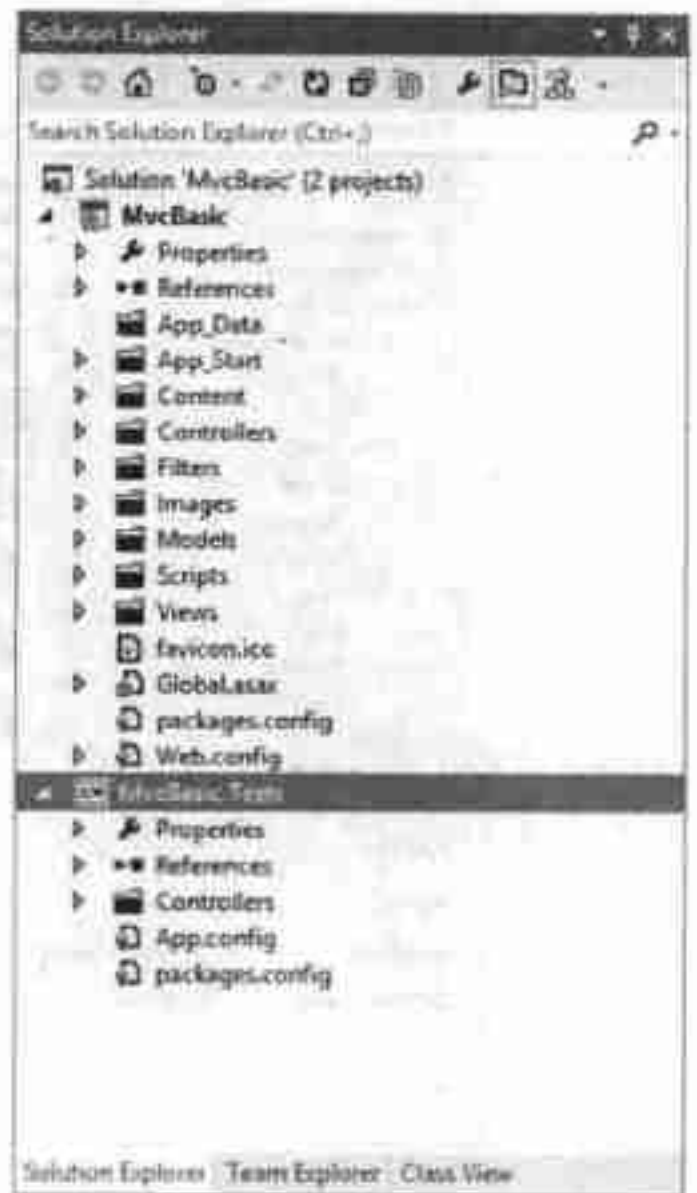 Solution Explorer
Search Solution Explorer (Ctrl+;)
Solution 'MvcBasic' (2 projects)
MvcBasic
Properties
References
App_Data
App_Start
Content
Controllers
Filters
Images
Models
Scripts
Views
favicon.ico
Global.asax
packages.config
Web.config
MvcBasic.Tests
Properties
References
Controllers
App.config
packages.config
Solution Explorer Team Explorer Class View